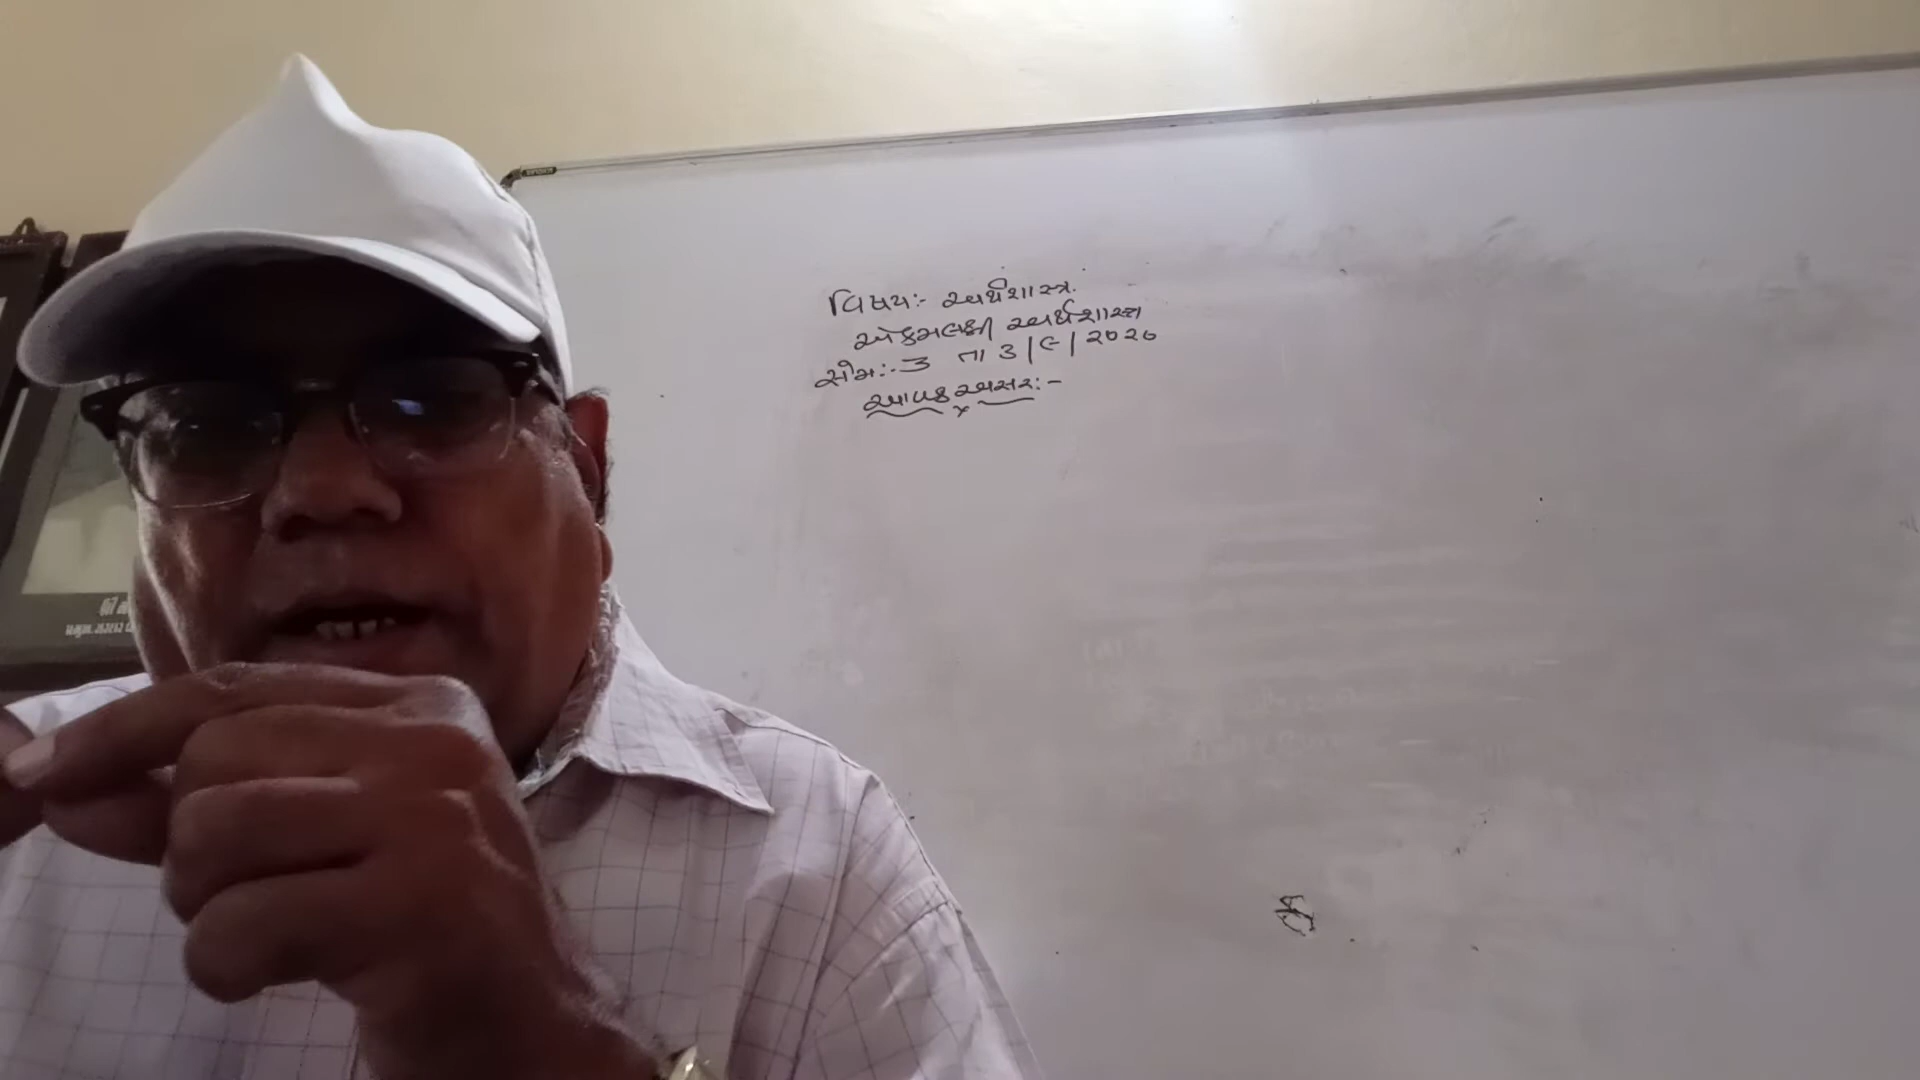 વિષય:- અર્થશાસ્ત્ર.
એકમલક્ષી અર્થશાસ્ત્ર
સેમ:- ૩ તા ૩/૯/૨૦૨૦
આવક અસર:-